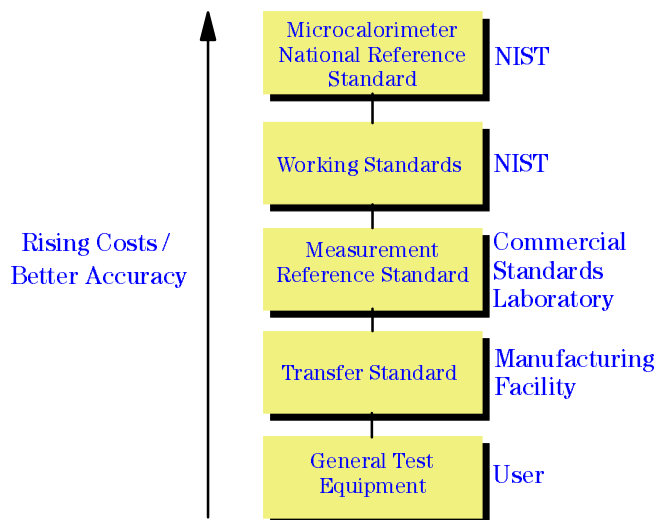 Microcalorimeter
National Reference
Standard
NIST
Working Standards
NIST
Rising Costs /
Better Accuracy
Measurement
Reference Standard
Commercial
Standards
Laboratory
Transfer Standard
Manufacturing
Facility
General Test
Equipment
User